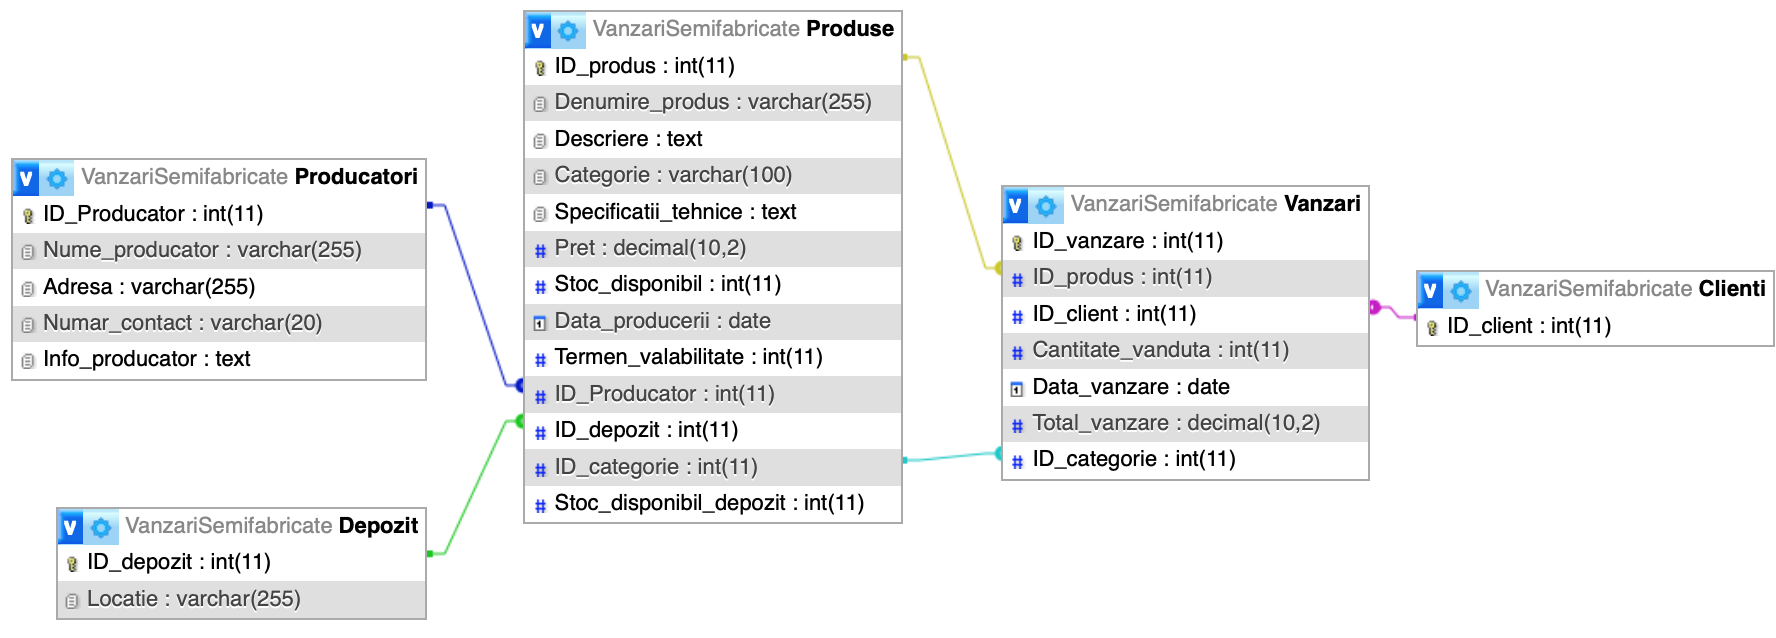 VanzariSemifabricate Producatori
ID_Producator : int(11)
Nume_producator : varchar(255)
Adresa : varchar(255)
Numar_contact : varchar(20)
Info_producator : text
VanzariSemifabricate Depozit
ID_depozit : int(11)
Locatie : varchar(255)
VanzariSemifabricate Produse
ID_produs : int(11)
Denumire_produs : varchar(255)
Descriere : text
Categorie : varchar(100)
Specificatii_tehnice : text
Pret : decimal(10,2)
Stoc_disponibil : int(11)
Data_producerii : date
Termen_valabilitate : int(11)
ID_Producator : int(11)
ID_depozit : int(11)
ID_categorie : int(11)
Stoc_disponibil_depozit : int(11)
VanzariSemifabricate Vanzari
ID_vanzare : int(11)
ID_produs : int(11)
ID_client : int(11)
Cantitate_vanduta : int(11)
Data_vanzare : date
Total_vanzare : decimal(10,2)
ID_categorie : int(11)
VanzariSemifabricate Clienti
ID_client : int(11)